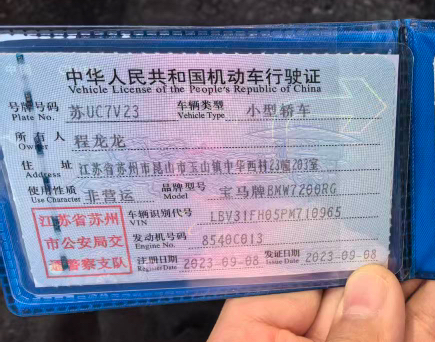 中华人民共和国机动车行驶证
Vehicle License of the People's Republic of China
号牌号码 苏UC7V23 车辆类型 小型轿车
Plate No. Vehicle Type
所有人 程龙龙
Owner
住址 江苏省苏州市昆山市玉山镇中华西村23幢203室
Address
使用性质 非营运 品牌型号 宝马牌BMW7200RG
Use Character Model
江苏省苏州
市公安局交
通警察支队
车辆识别代号 LBV31FH05PM710965
VIN
发动机号码 8540C013
Engine No.
注册日期 2023-09-08 发证日期 2023-09-08
Register Date Issue Date